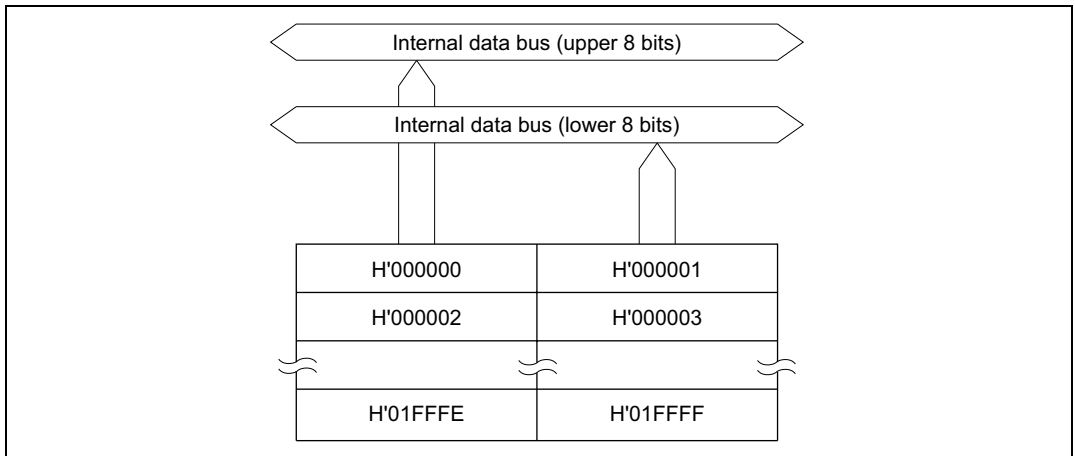 Internal data bus (upper 8 bits)
Internal data bus (lower 8 bits)
H'000000 H'000001
H'000002 H'000003
H'01FFFE H'01FFFF